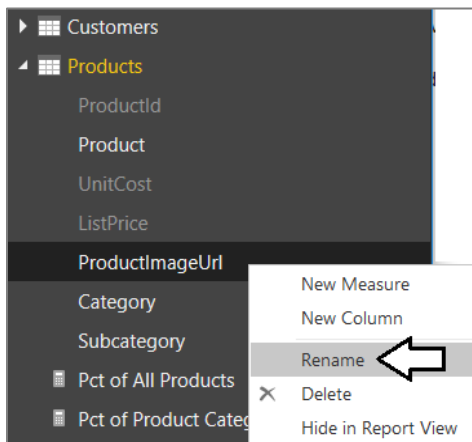 Customers
Products
ProductId
Product
UnitCost
ListPrice
ProductImageUrl
New Measure
Category
New Column
Subcategory
Rename
Pct of All Products
Delete
Pct of Product
Hide in Report View